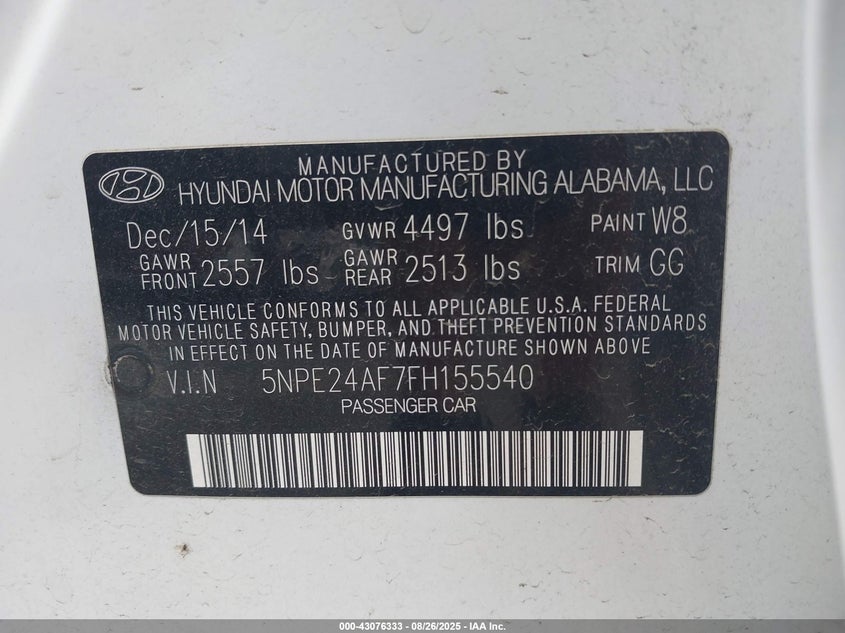 MANUFACTURED BY
HYUNDAI MOTOR MANUFACTURING ALABAMA, LLC
Dec/15/14 GVWR 4497 lbs PAINT W8
GAWR FRONT 2557 lbs GAWR REAR 2513 lbs TRIM GG
THIS VEHICLE CONFORMS TO ALL APPLICABLE U.S.A. FEDERAL
MOTOR VEHICLE SAFETY, BUMPER, AND THEFT PREVENTION STANDARDS
IN EFFECT ON THE DATE OF MANUFACTURE SHOWN ABOVE
V.I.N 5NPE24AF7FH155540
PASSENGER CAR
000-43076333 - 08/26/2025 - IAA Inc.